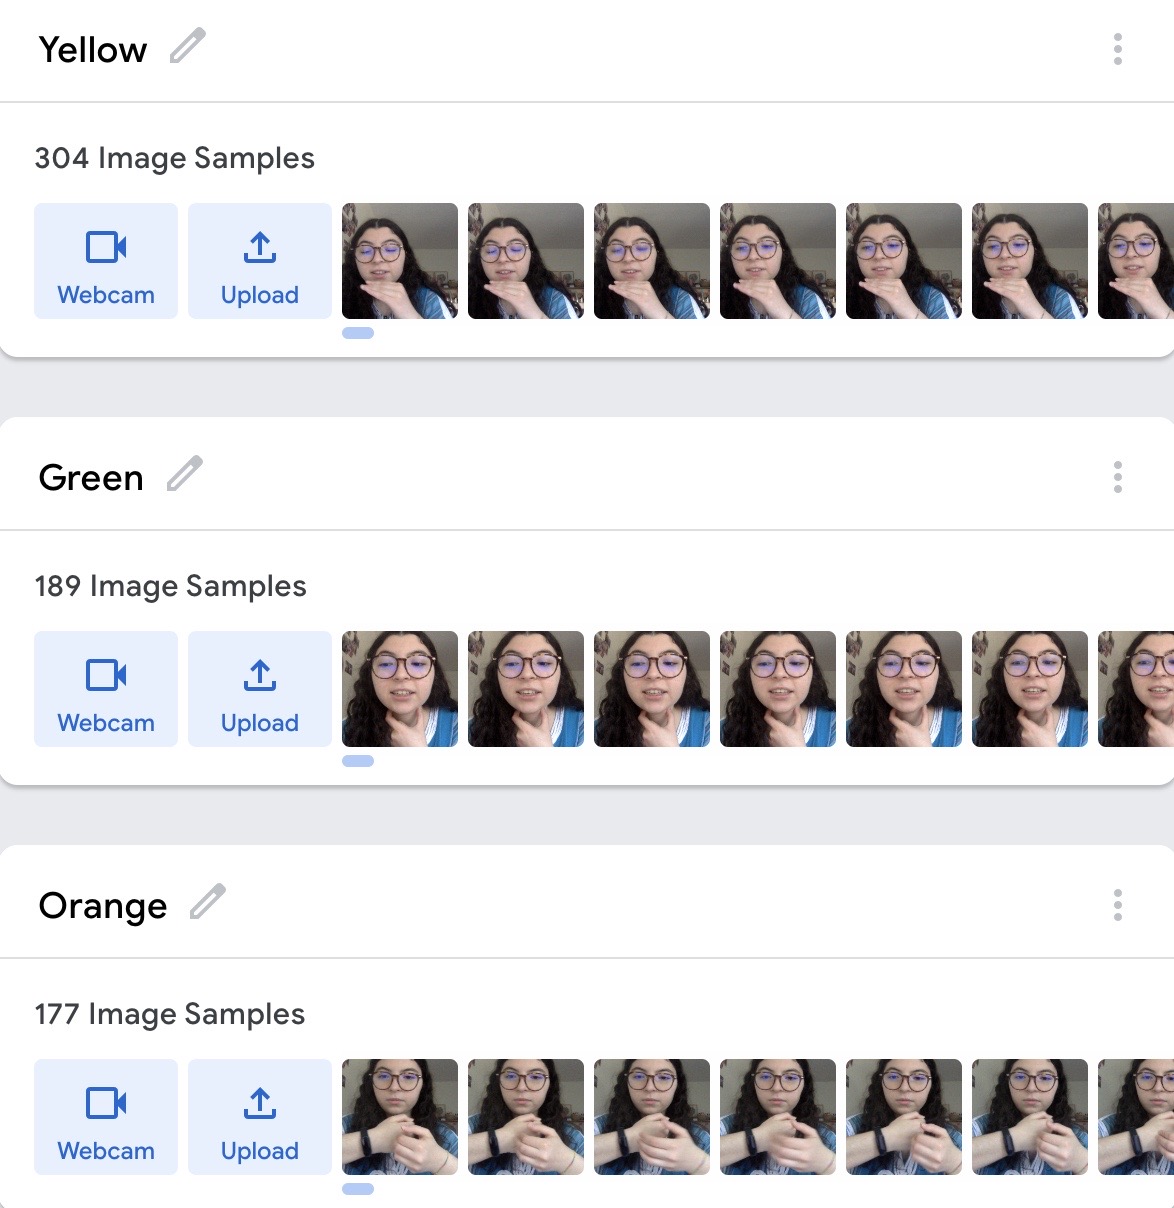 Yellow
304 Image Samples
Webcam
Upload
Green
189 Image Samples
Webcam
Upload
Orange
177 Image Samples
Webcam
Upload